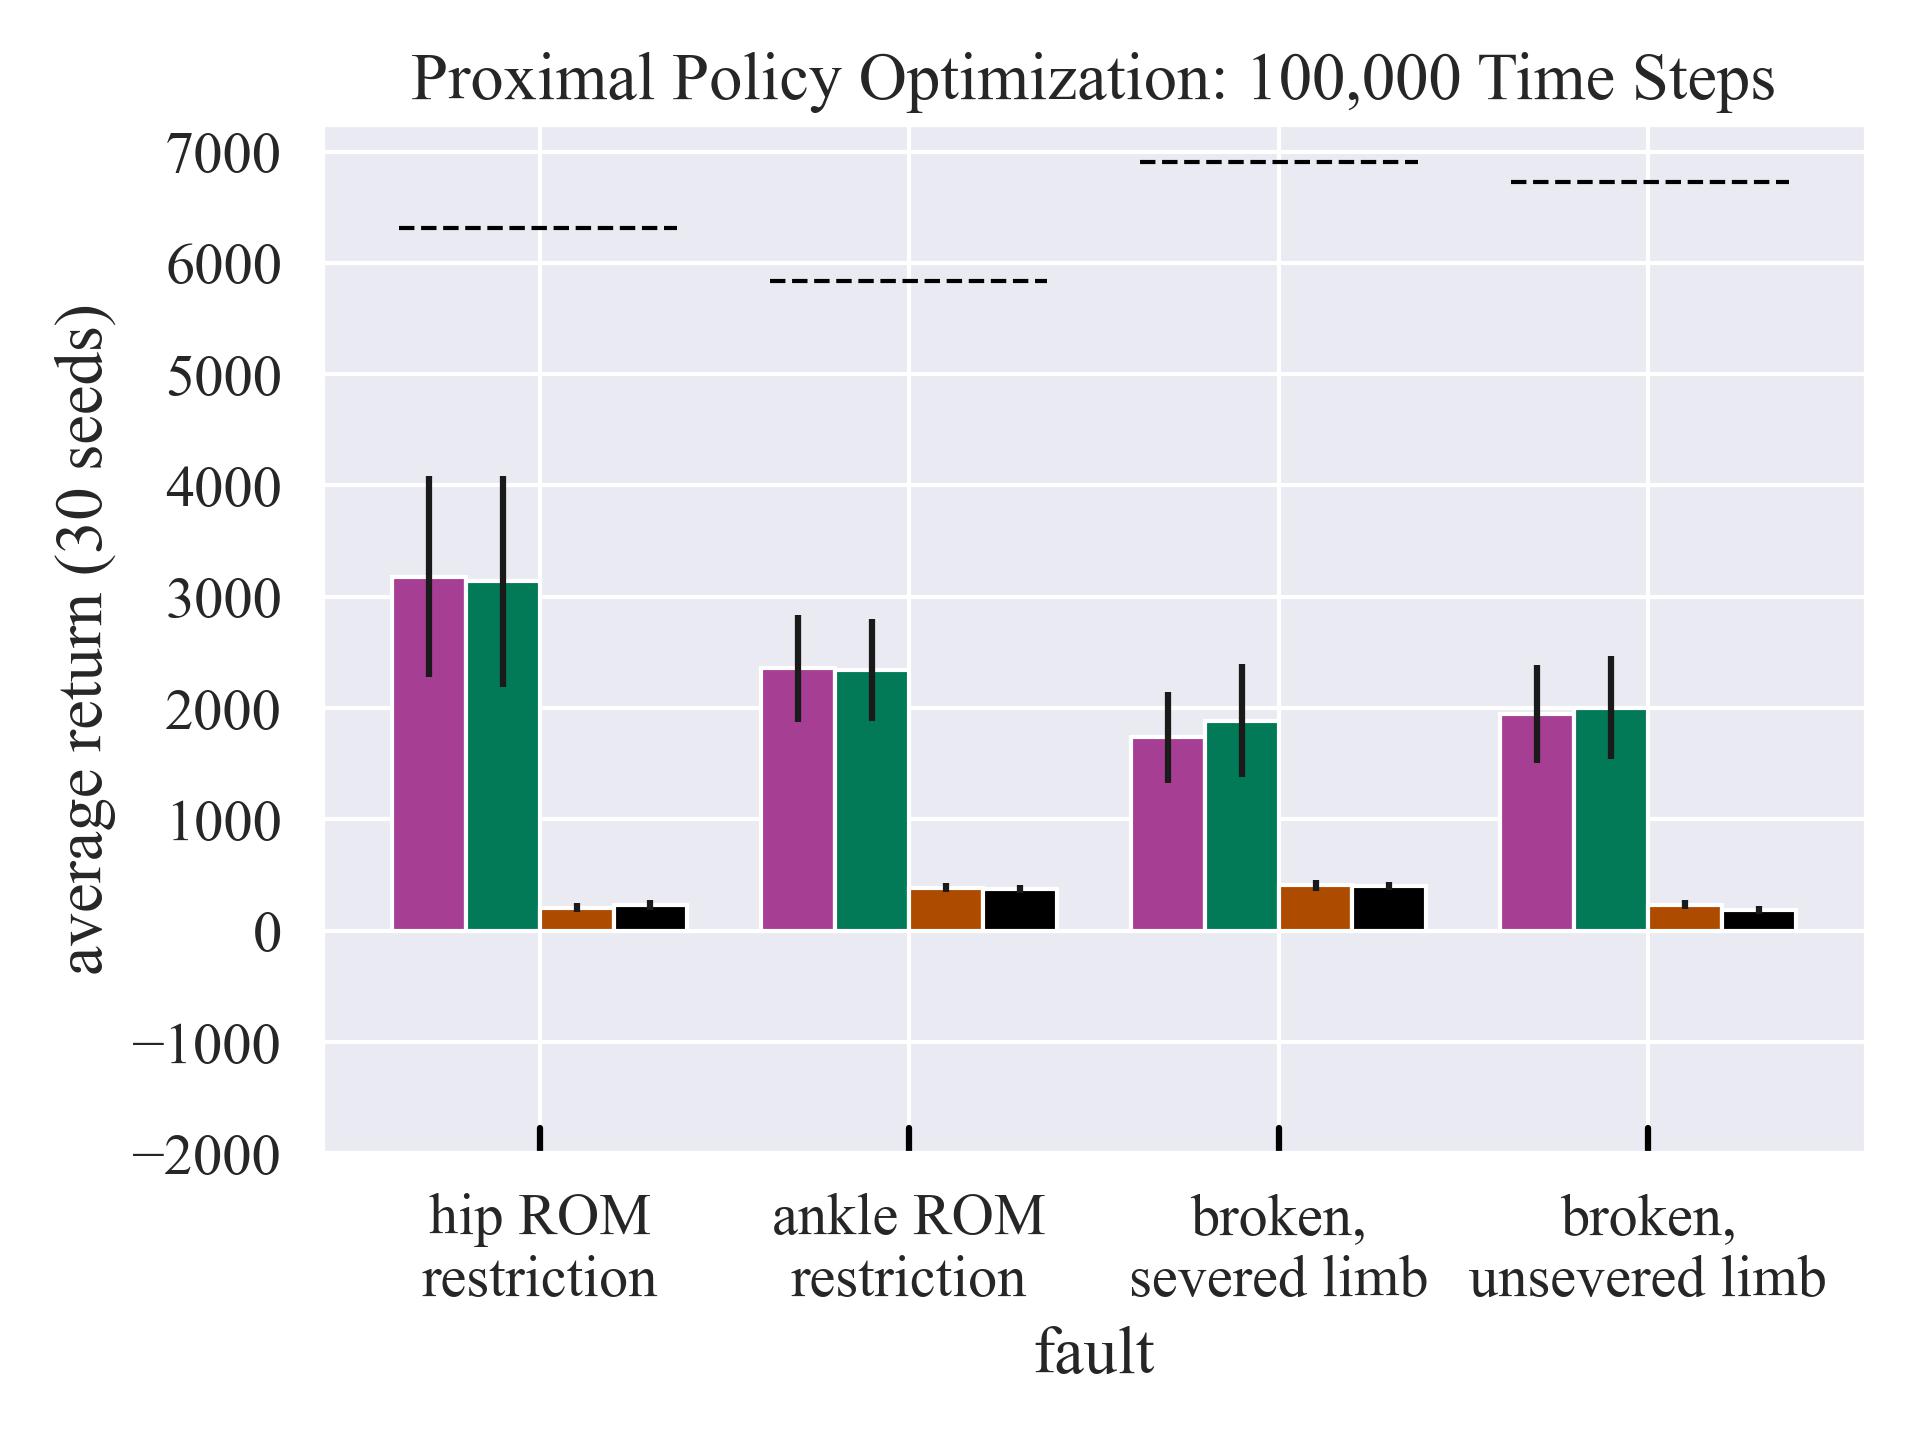 Proximal Policy Optimization: 100,000 Time Steps
average return (30 seeds)
7000
6000
5000
4000
3000
2000
1000
0
−1000
−2000
hip ROM
restriction
ankle ROM
restriction
broken,
severed limb
broken,
unsevered limb
fault